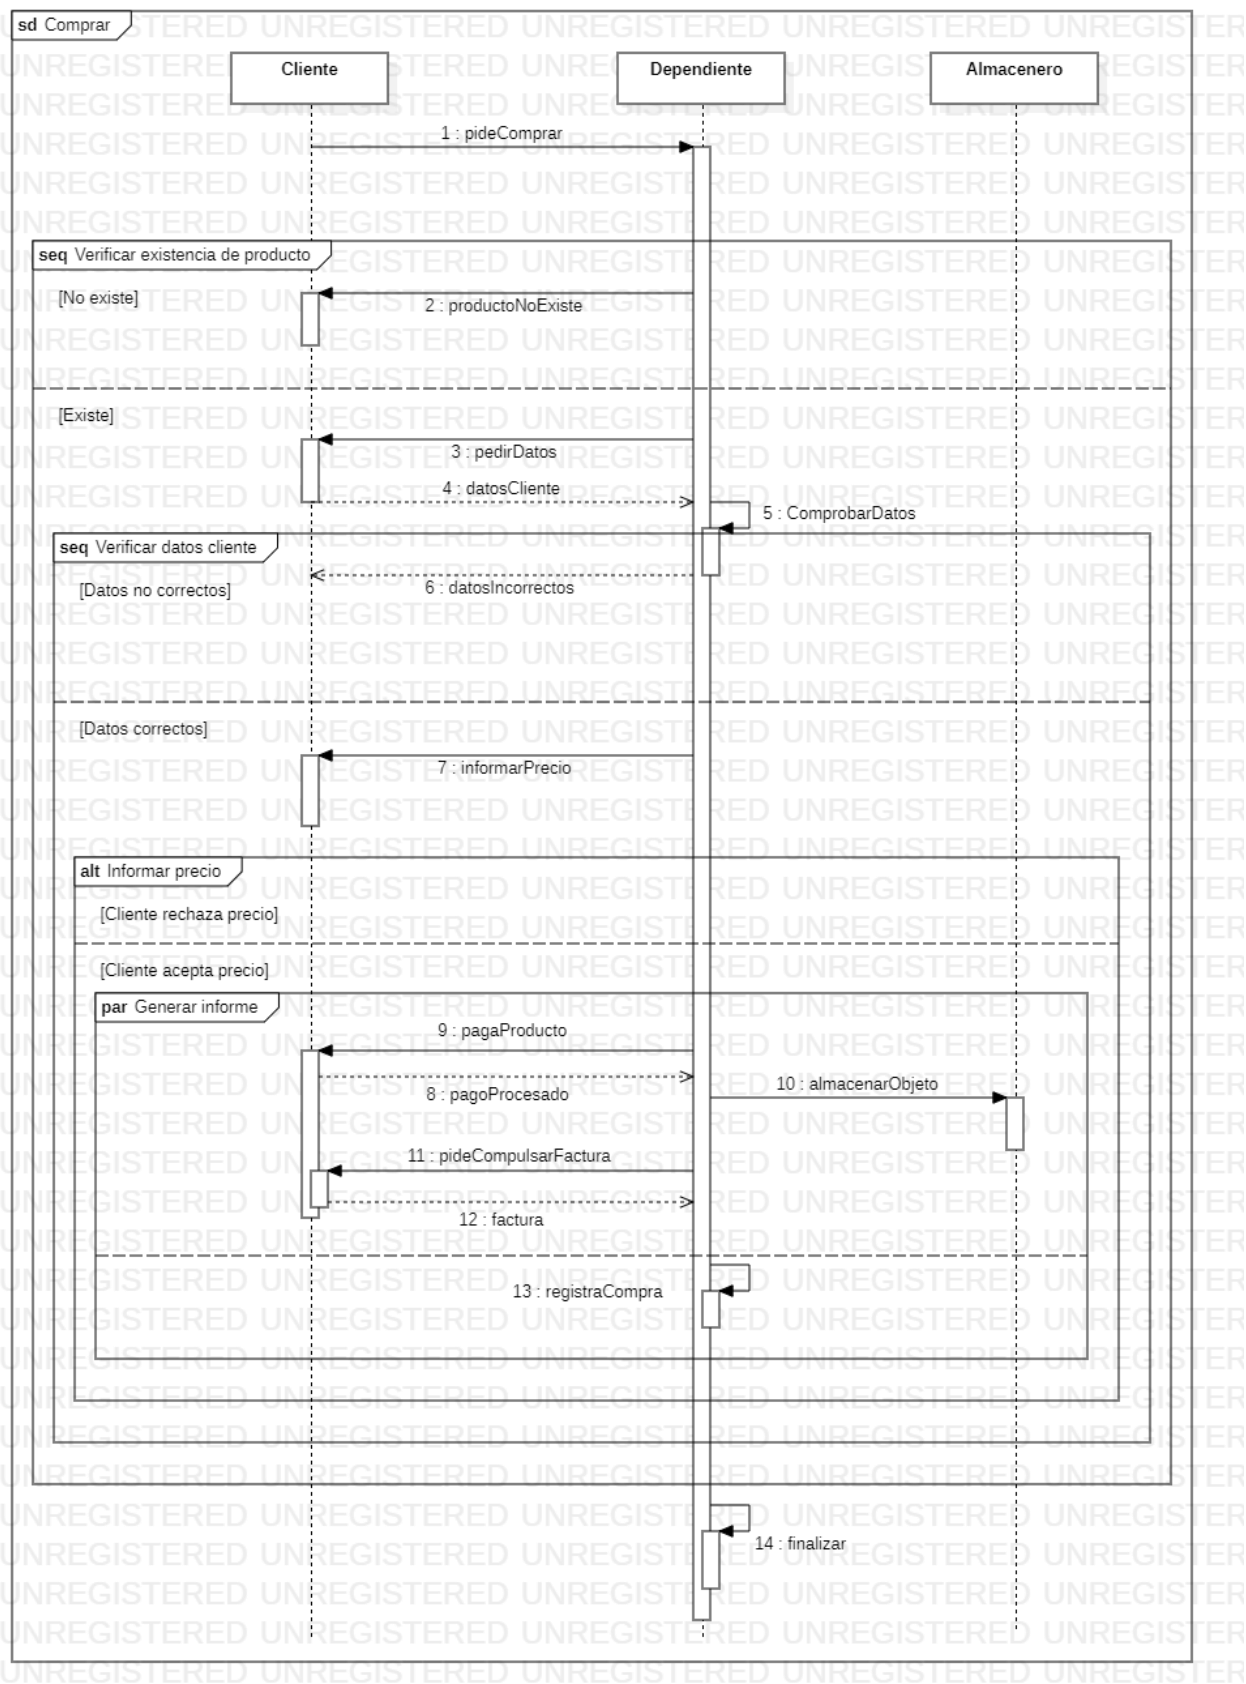 sd Comprar
Cliente
Dependiente
Almacenero
1 : pideComprar
seq Verificar existencia de producto
[No existe]
2 : productoNoExiste
[Existe]
3 : pedirDatos
4 : datosCliente
5 : ComprobarDatos
seq Verificar datos cliente
[Datos no correctos]
6 : datosIncorrectos
[Datos correctos]
7 : informarPrecio
alt Informar precio
[Cliente rechaza precio]
[Cliente acepta precio]
par Generar informe
9 : pagaProducto
8 : pagoProcesado
10 : almacenarObjeto
11 : pideCompulsarFactura
12 : factura
13 : registraCompra
14 : finalizar
UNREGISTERED